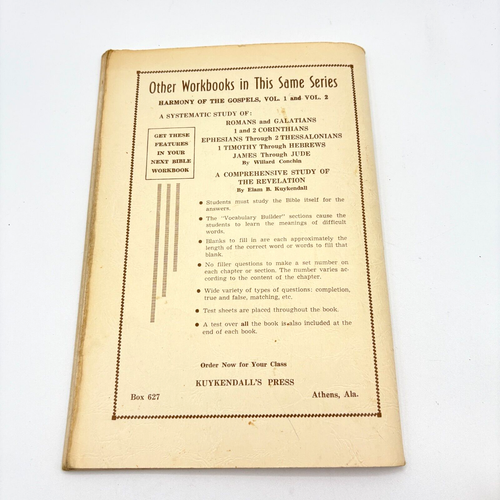 Other Workbooks in This Same Series
HARMONY OF THE GOSPELS, VOL. 1 and VOL. 2
A SYSTEMATIC STUDY OF:
ROMANS and GALATIANS
1 and 2 CORINTHIANS
EPHESIANS Through 2 THESSALONIANS
1 TIMOTHY Through HEBREWS
JAMES Through JUDE
By Willard Conchin
A COMPREHENSIVE STUDY OF
THE REVELATION
By Elam B. Kuykendall
GET THESE
FEATURES
IN YOUR
NEXT BIBLE
WORKBOOK
• Students must study the Bible itself for the
answers.
• The "Vocabulary Builder" sections cause the
students to learn the meanings of difficult
words.
• Blanks to fill in are each approximately the
length of the correct word or words to fill that
blank.
• No filler questions to make a set number on
each chapter or section. The number varies ac
cording to the content of the chapter.
• Wide variety of types of questions: completion,
true and false, matching, etc.
• Test sheets are placed throughout the book.
• A test over all the book is also included at the
end of each book.
Order Now for Your Class
KUYKENDALL'S PRESS
Box 627 Athens, Ala.